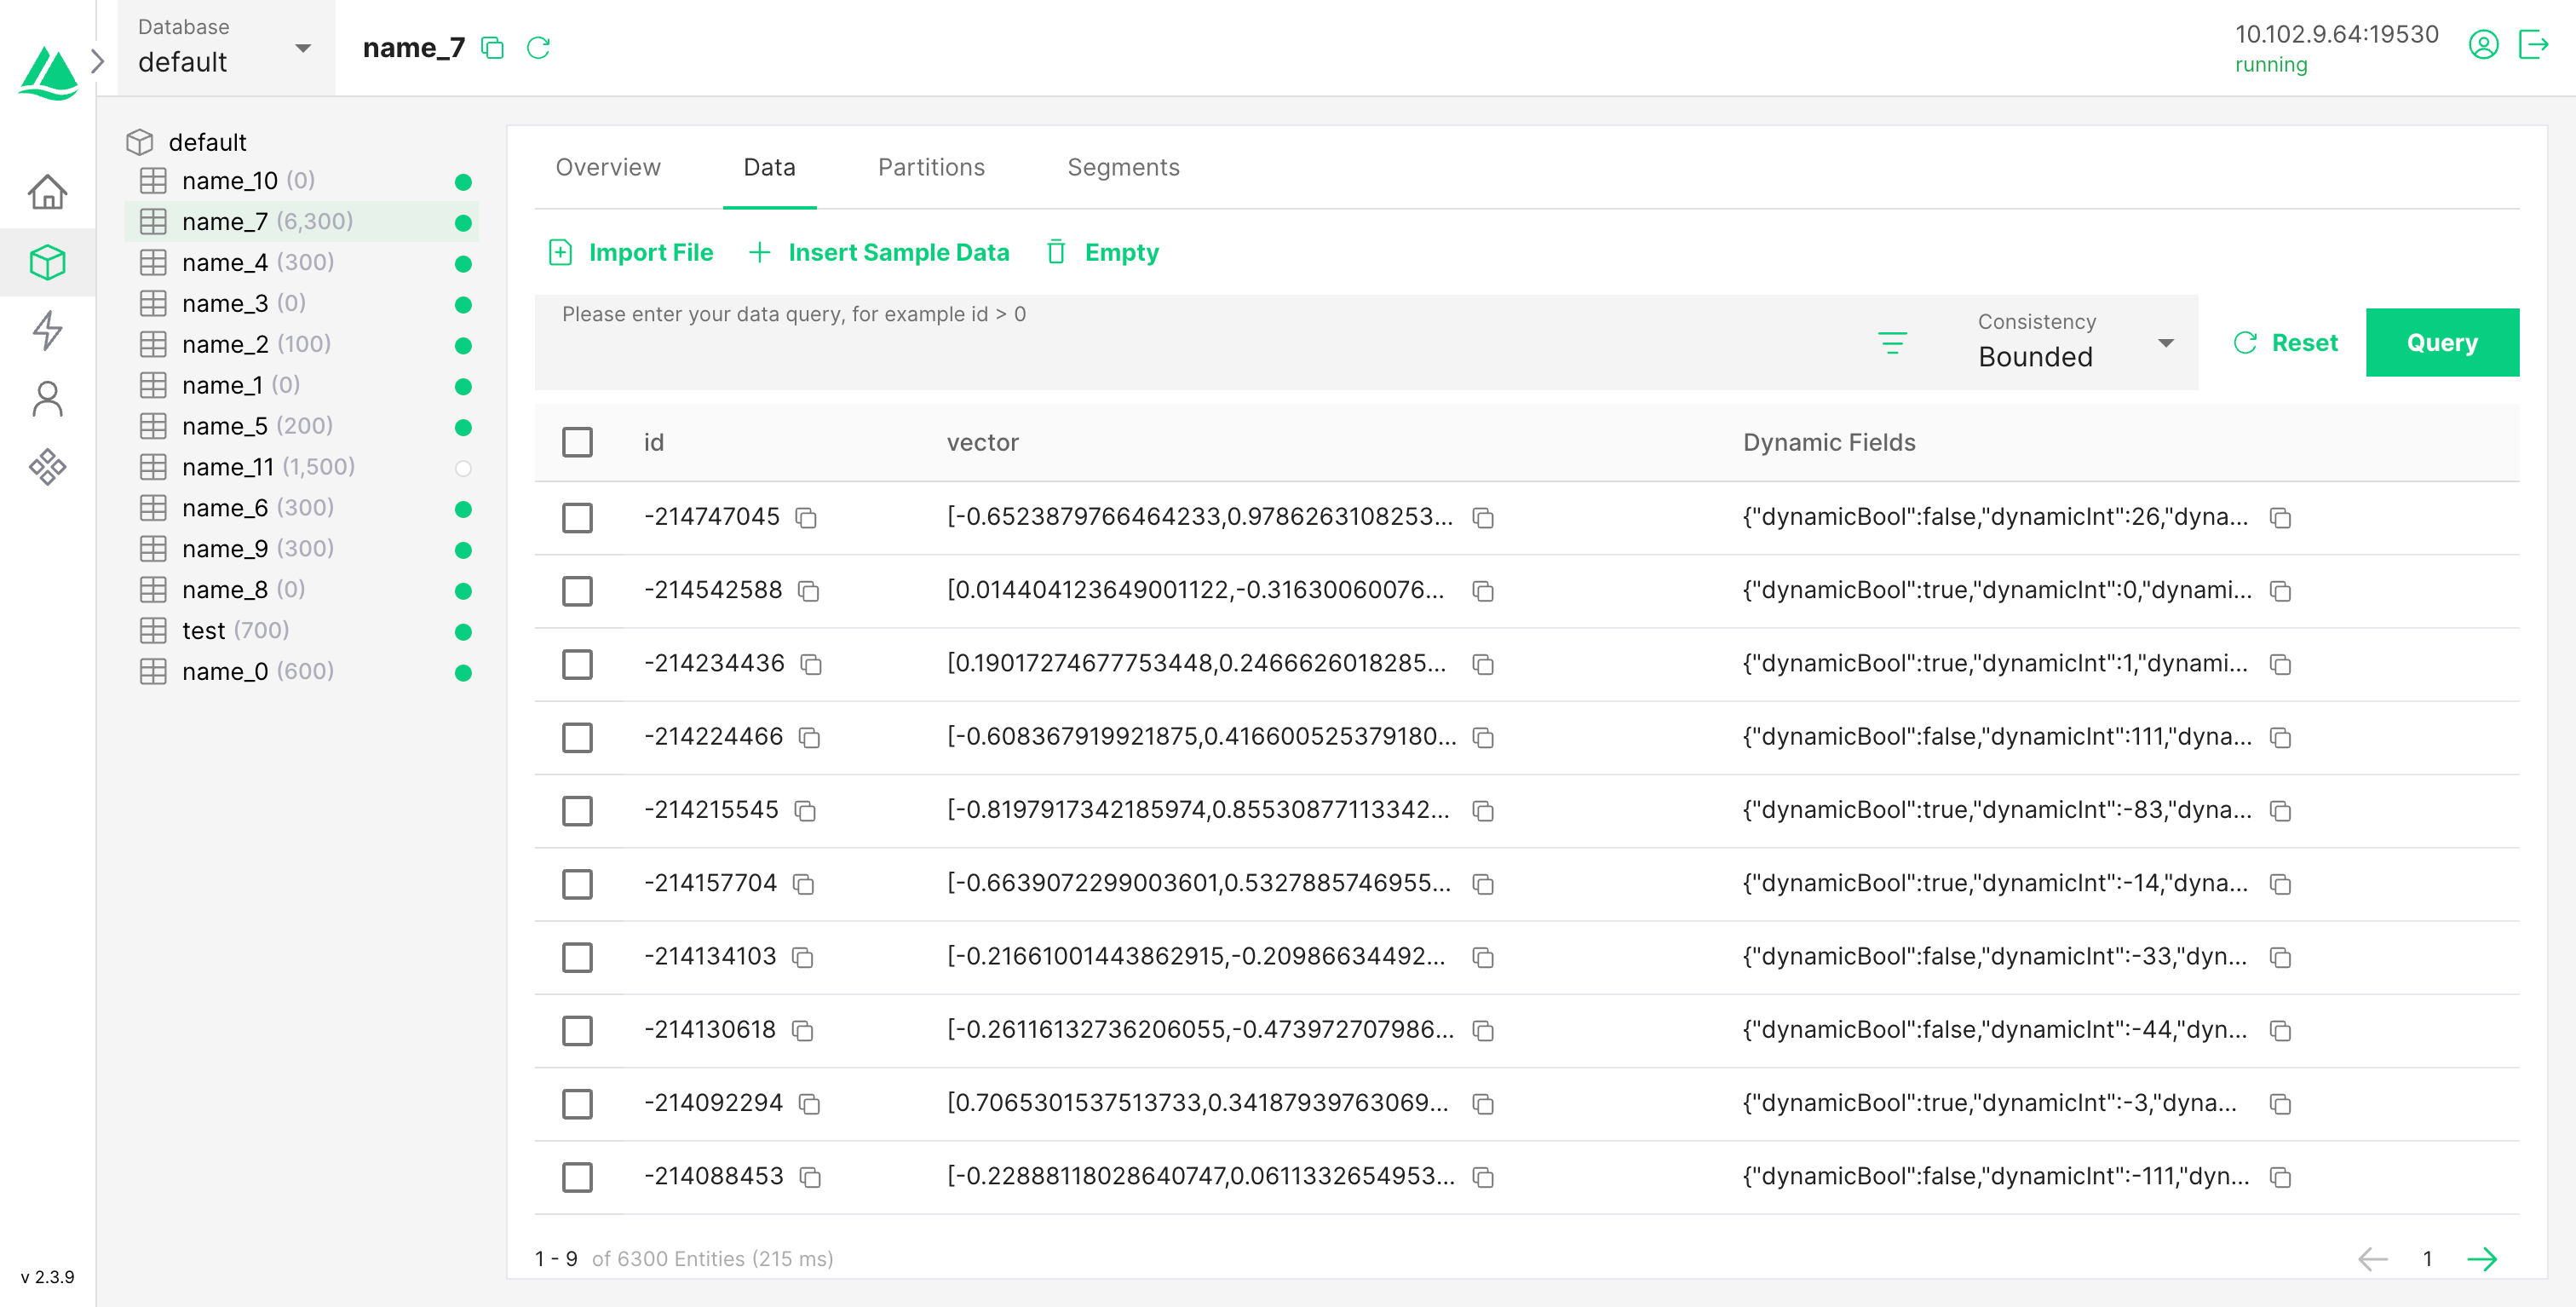 Database
default
name_7
10.102.9.64:19530
running
default
name_10 (0)
name_7 (6,300)
name_4 (300)
name_3 (0)
name_2 (100)
name_1 (0)
name_5 (200)
name_11 (1,500)
name_6 (300)
name_9 (300)
name_8 (0)
test (700)
name_0 (600)
v 2.3.9
Overview Data Partitions Segments
Import File Insert Sample Data Empty
Please enter your data query, for example id > 0
Consistency
Bounded
Reset Query
id vector Dynamic Fields
-214747045 [-0.6523879766464233,0.9786263108253... {"dynamicBool":false,"dynamicInt":26,"dyna...
-214542588 [0.014404123649001122,-0.31630060076... {"dynamicBool":true,"dynamicInt":0,"dynami...
-214234436 [0.19017274677753448,0.2466626018285... {"dynamicBool":true,"dynamicInt":1,"dynami...
-214224466 [-0.608367919921875,0.416600525379180... {"dynamicBool":false,"dynamicInt":111,"dyna...
-214215545 [-0.8197917342185974,0.85530877113342... {"dynamicBool":true,"dynamicInt":-83,"dyna...
-214157704 [-0.6639072299003601,0.5327885746955... {"dynamicBool":true,"dynamicInt":-14,"dyna...
-214134103 [-0.21661001443862915,-0.20986634492... {"dynamicBool":false,"dynamicInt":-33,"dyn...
-214130618 [-0.26116132736206055,-0.473972707986... {"dynamicBool":false,"dynamicInt":-44,"dyn...
-214092294 [0.7065301537513733,0.34187939763069... {"dynamicBool":true,"dynamicInt":-3,"dyna...
-214088453 [-0.22888118028640747,0.0611332654953... {"dynamicBool":false,"dynamicInt":-111,"dyn...
1 - 9 of 6300 Entities (215 ms)
1